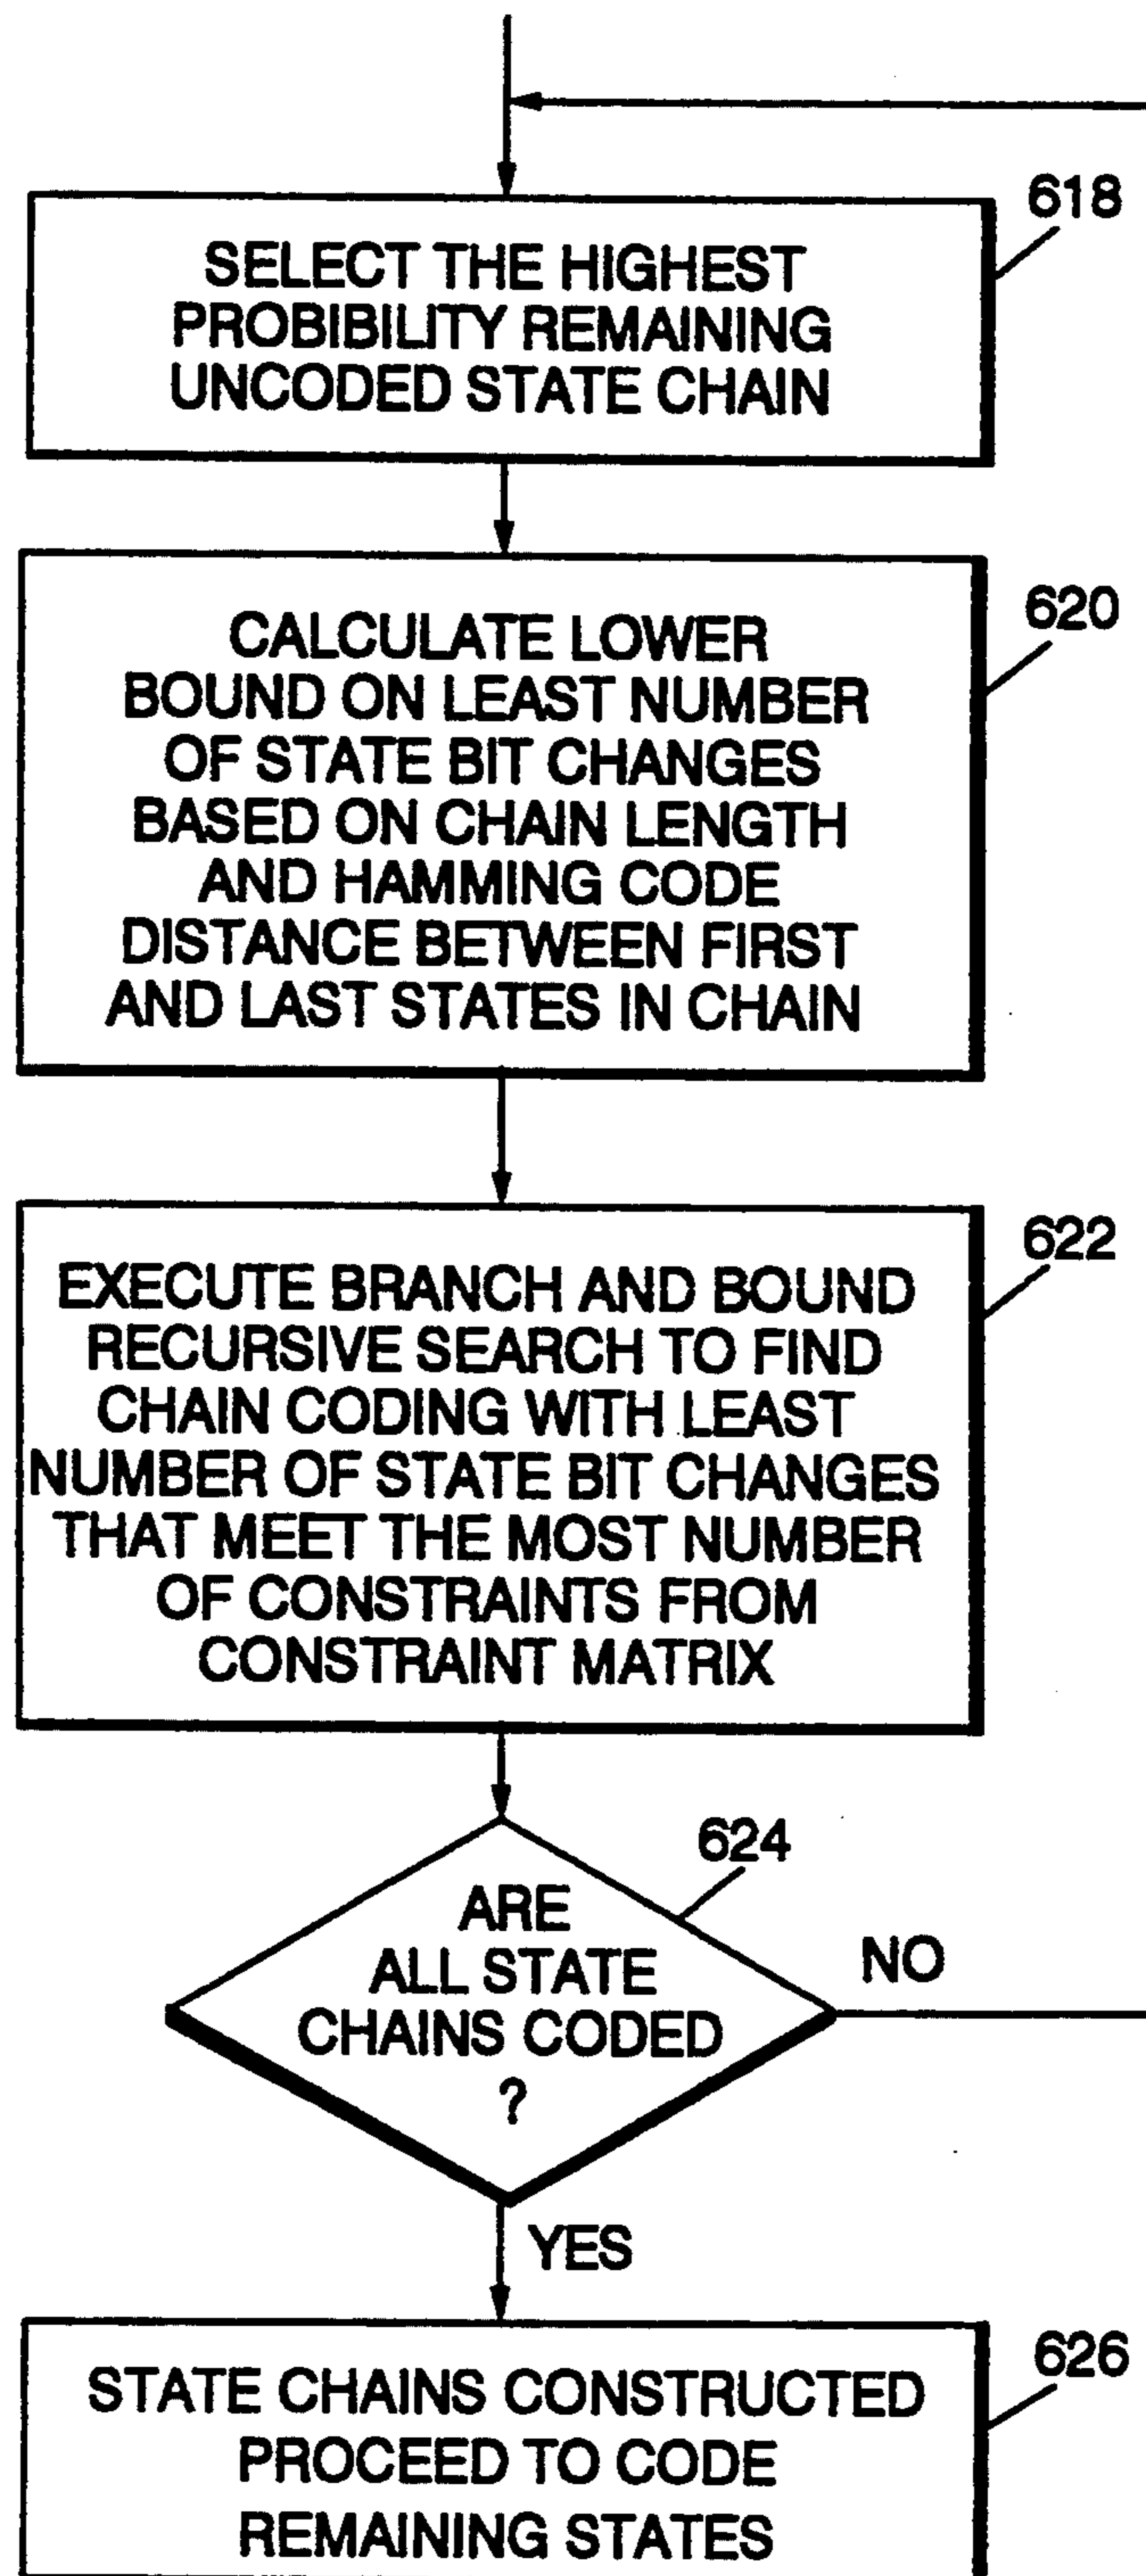 618
SELECT THE HIGHEST
PROBIBILITY REMAINING
UNCODED STATE CHAIN
620
CALCULATE LOWER
BOUND ON LEAST NUMBER
OF STATE BIT CHANGES
BASED ON CHAIN LENGTH
AND HAMMING CODE
DISTANCE BETWEEN FIRST
AND LAST STATES IN CHAIN
622
EXECUTE BRANCH AND BOUND
RECURSIVE SEARCH TO FIND
CHAIN CODING WITH LEAST
NUMBER OF STATE BIT CHANGES
THAT MEET THE MOST NUMBER
OF CONSTRAINTS FROM
CONSTRAINT MATRIX
624
ARE
ALL STATE
CHAINS CODED
?
NO
YES
626
STATE CHAINS CONSTRUCTED
PROCEED TO CODE
REMAINING STATES